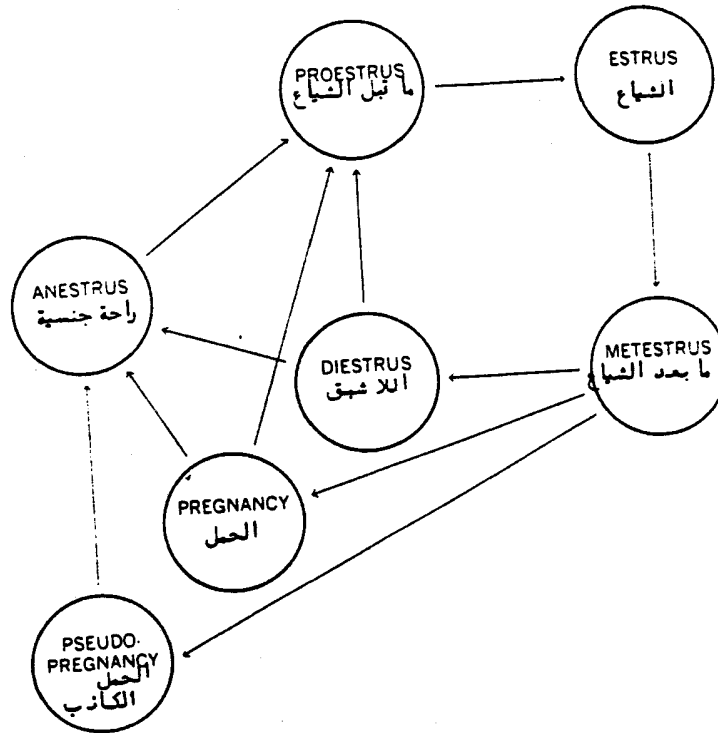 PROESTRUS
ما قبل الشياع
ESTRUS
الشياع
ANESTRUS
راحة جنسية
DIESTRUS
اللا شبق
METESTRUS
ما بعد الشياع
PREGNANCY
الحمل
PSEUDO-
PREGNANCY
الحمل
الكاذب